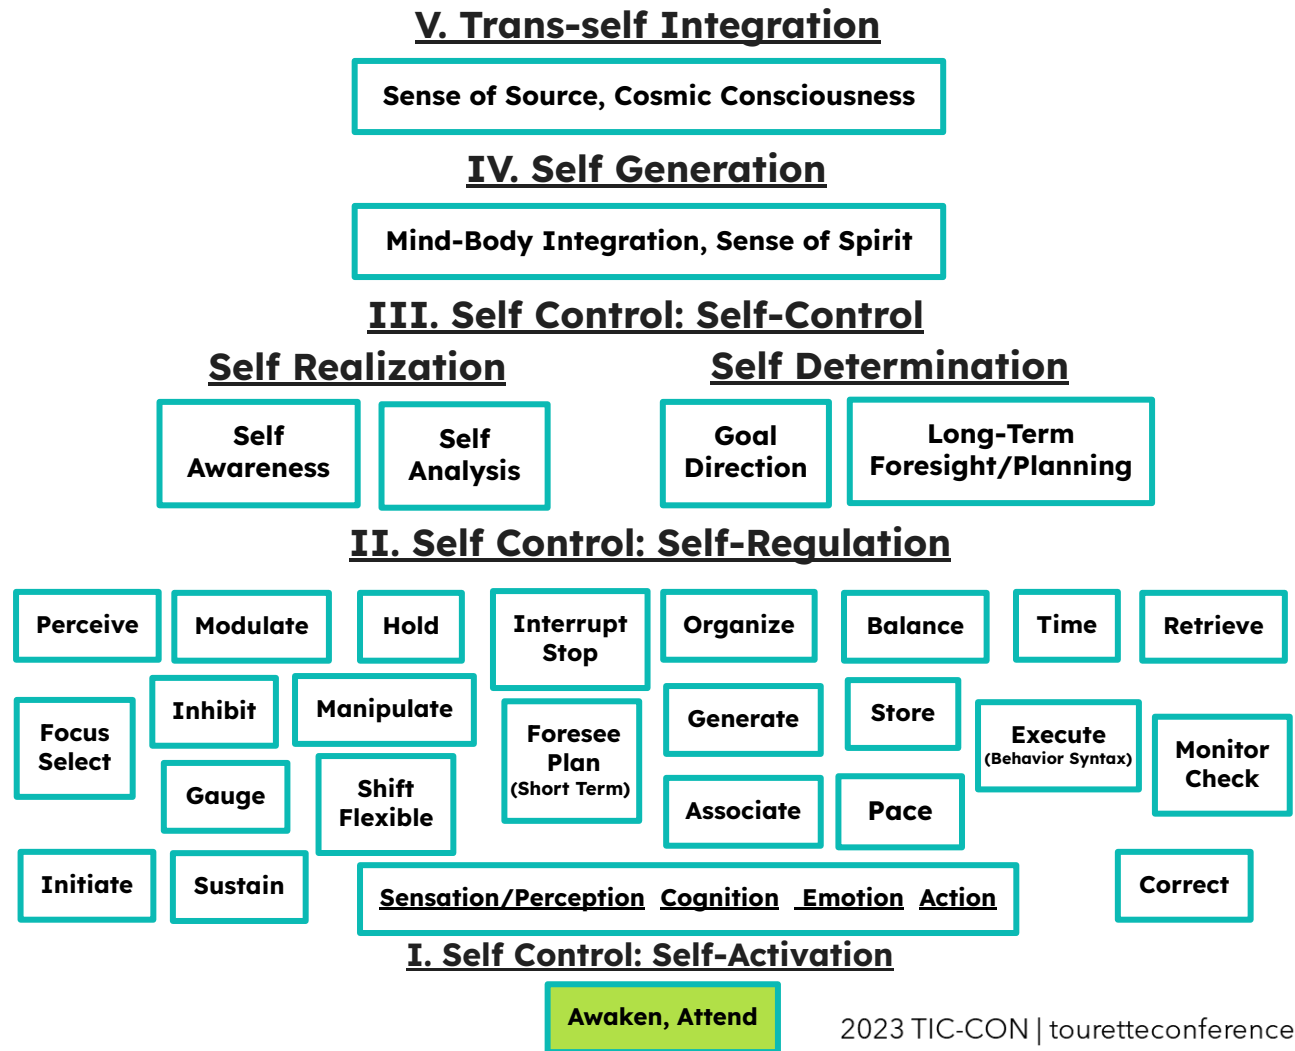 V. Trans-self Integration
Sense of Source, Cosmic Consciousness
IV. Self Generation
Mind-Body Integration, Sense of Spirit
III. Self Control: Self-Control
Self Realization
Self Determination
Self
Awareness
Self
Analysis
Goal
Direction
Long-Term
Foresight/Planning
II. Self Control: Self-Regulation
Perceive
Modulate
Hold
Interrupt
Stop
Organize
Balance
Time
Retrieve
Focus
Select
Inhibit
Manipulate
Foresee
Plan
(Short Term)
Generate
Store
Execute
(Behavior Syntax)
Monitor
Check
Gauge
Shift
Flexible
Associate
Pace
Initiate
Sustain
Sensation/Perception Cognition Emotion Action
Correct
I. Self Control: Self-Activation
Awaken, Attend
2023 TIC-CON | touretteconference